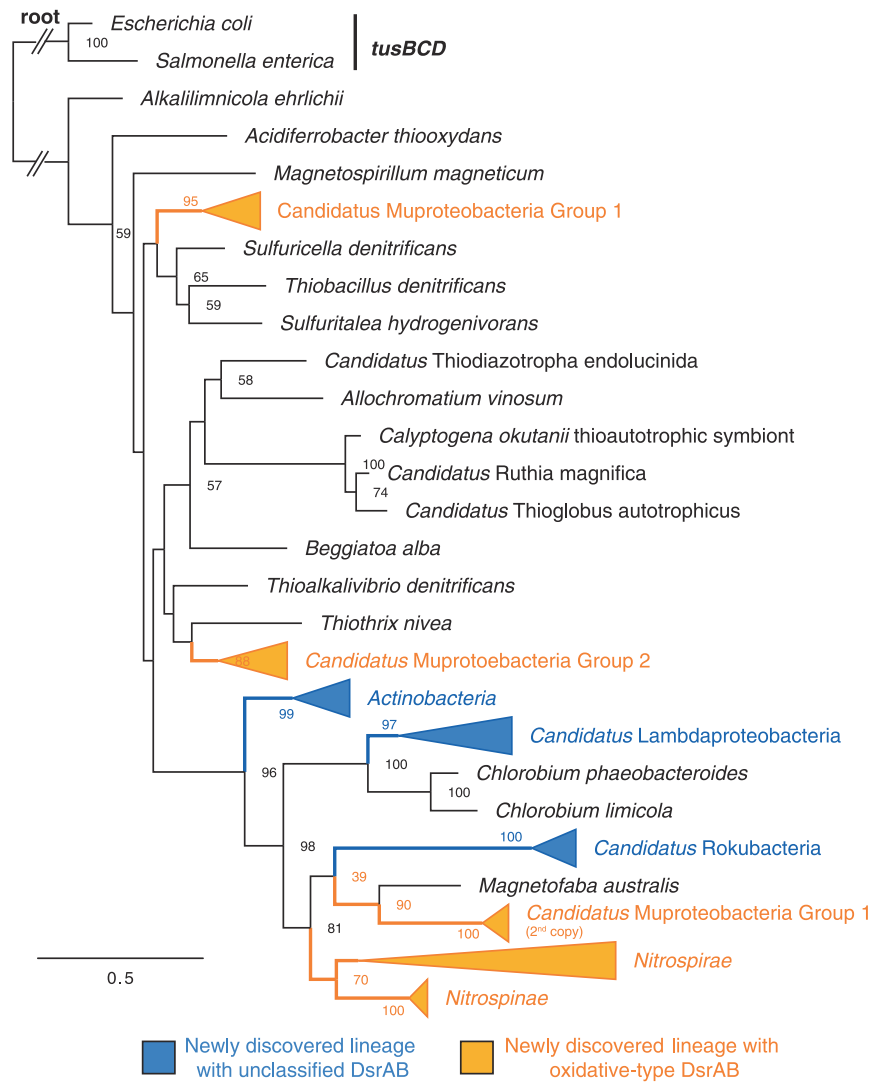 root
Escherichia coli
100
Salmonella enterica
tusBCD
Alkalilimnicola ehrlichii
Acidiferrobacter thiooxydans
Magnetospirillum magneticum
95
Candidatus Muproteobacteria Group 1
59
Sulfuricella denitrificans
65
Thiobacillus denitrificans
59
Sulfuritalea hydrogenivorans
Candidatus Thiodiazotropha endolucinida
58
Allochromatium vinosum
Calyptogena okutanii thioautotrophic symbiont
100
Candidatus Ruthia magnifica
57
74
Candidatus Thioglobus autotrophicus
Beggiatoa alba
Thioalkalivibrio denitrificans
Thiothrix nivea
88
Candidatus Muprotoebacteria Group 2
Actinobacteria
99
97
Candidatus Lambdaproteobacteria
96
100
Chlorobium phaeobacteroides
100
Chlorobium limicola
100
98
Candidatus Rokubacteria
39
Magnetofaba australis
90
Candidatus Muproteobacteria Group 1
81
100
(2nd copy)
Nitrospirae
70
0.5
Nitrospinae
100
Newly discovered lineage
with unclassified DsrAB
Newly discovered lineage with
oxidative-type DsrAB